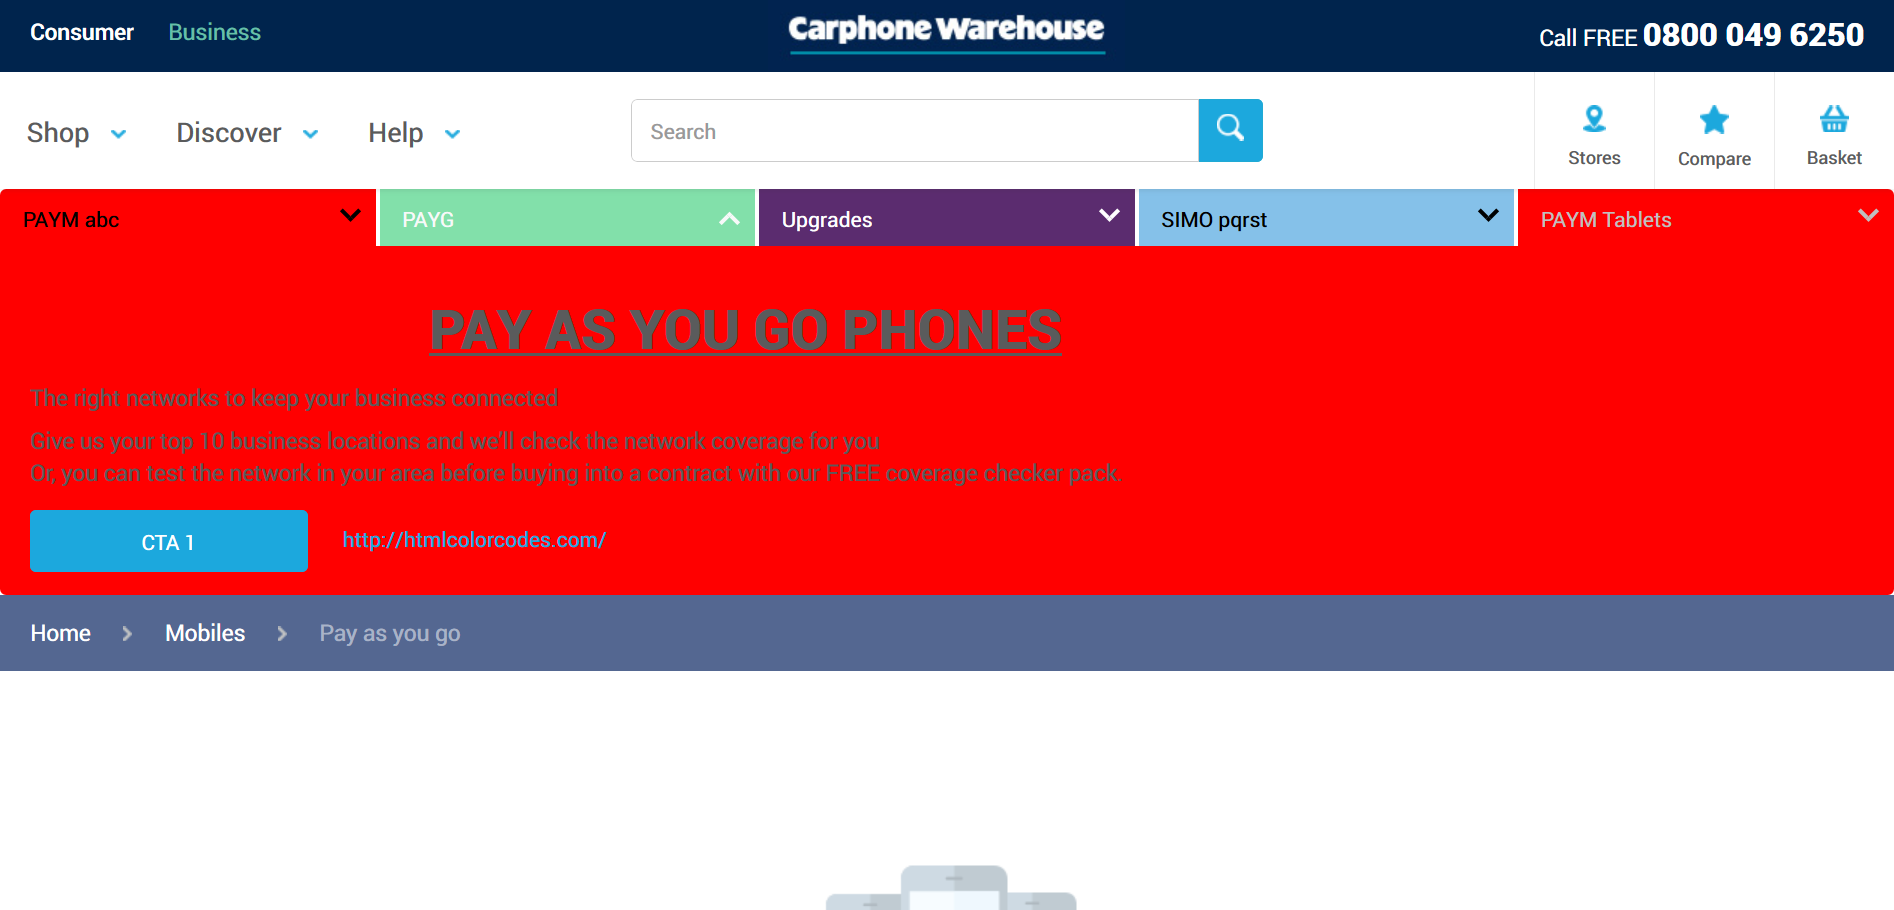 Consumer Business Carphone Warehouse Call FREE 0800 049 6250
Shop Discover Help Search Stores Compare Basket
PAYM abc PAYG Upgrades SIMO pqrst PAYM Tablets
PAY AS YOU GO PHONES
The right networks to keep your business connected
Give us your top 10 business locations and we'll check the network coverage for you
Or, you can test the network in your area before buying into a contract with our FREE coverage checker pack.
CTA 1 http://htmlcolorcodes.com/
Home Mobiles Pay as you go